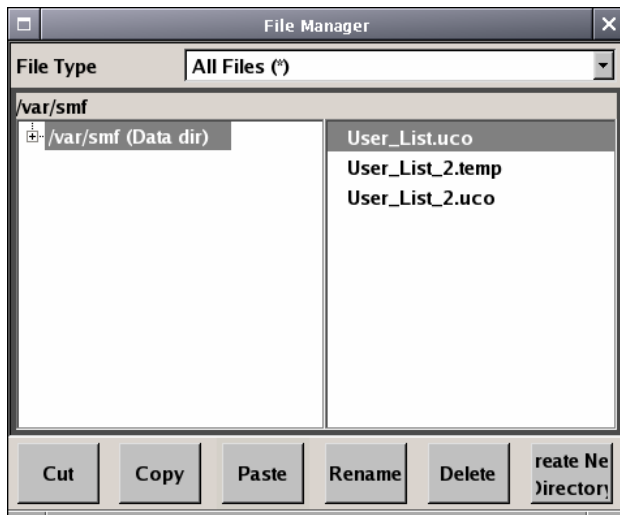 File Manager
File Type
All Files (*)
/var/smf
/var/smf (Data dir)
User_List.uco
User_List_2.temp
User_List_2.uco
Cut
Copy
Paste
Rename
Delete
reate Ne
Directory